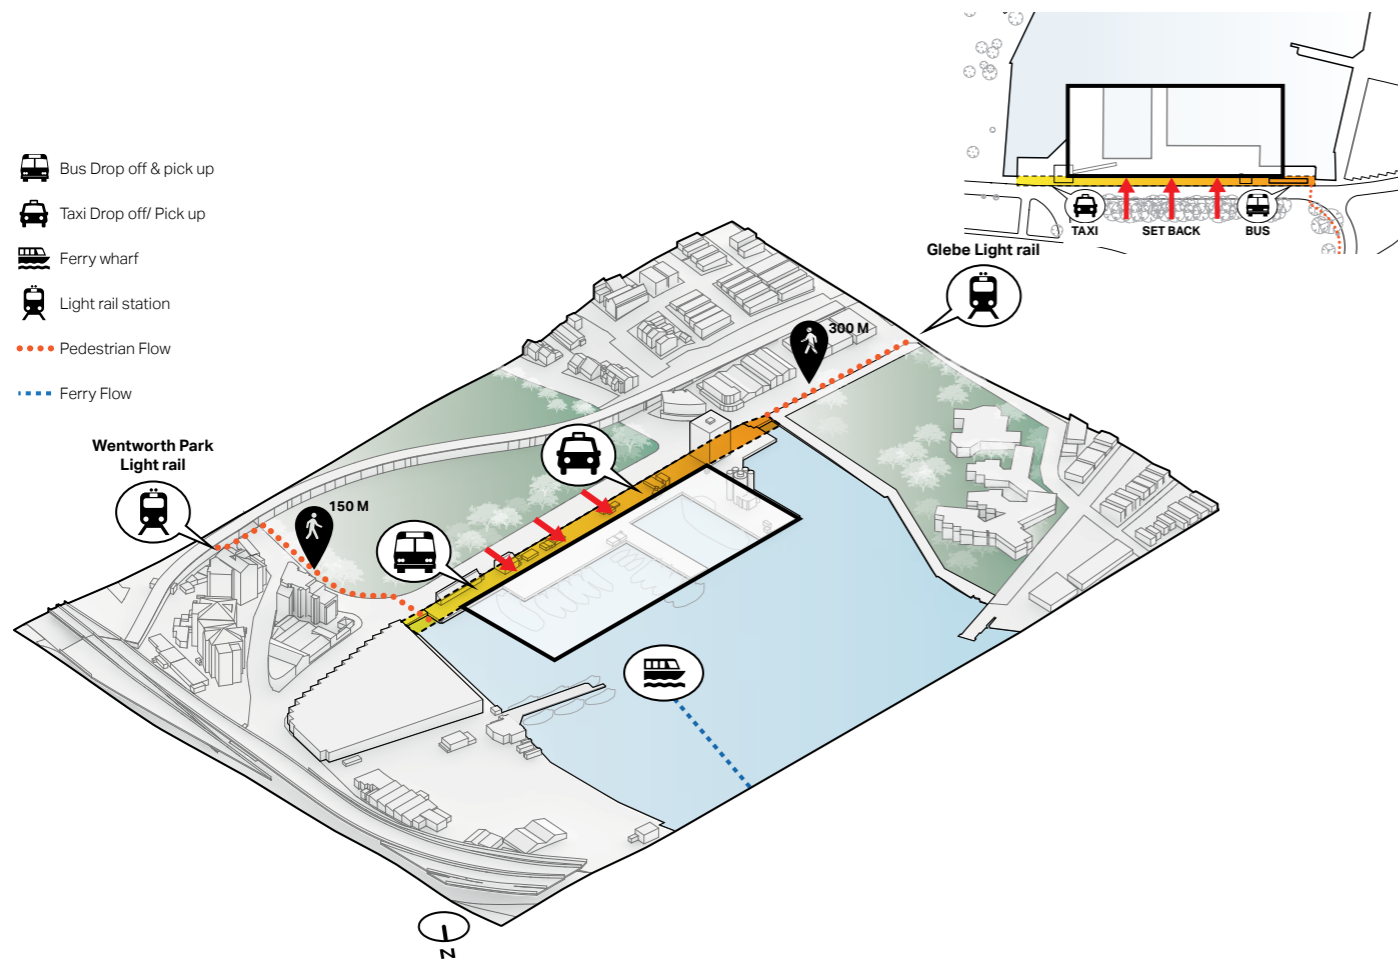 Bus Drop off & pick up
Taxi Drop off/ Pick up
Ferry wharf
Light rail station
Pedestrian Flow
Ferry Flow
TAXI
SET BACK
BUS
Glebe Light rail
300 M
Wentworth Park
Light rail
150 M
N